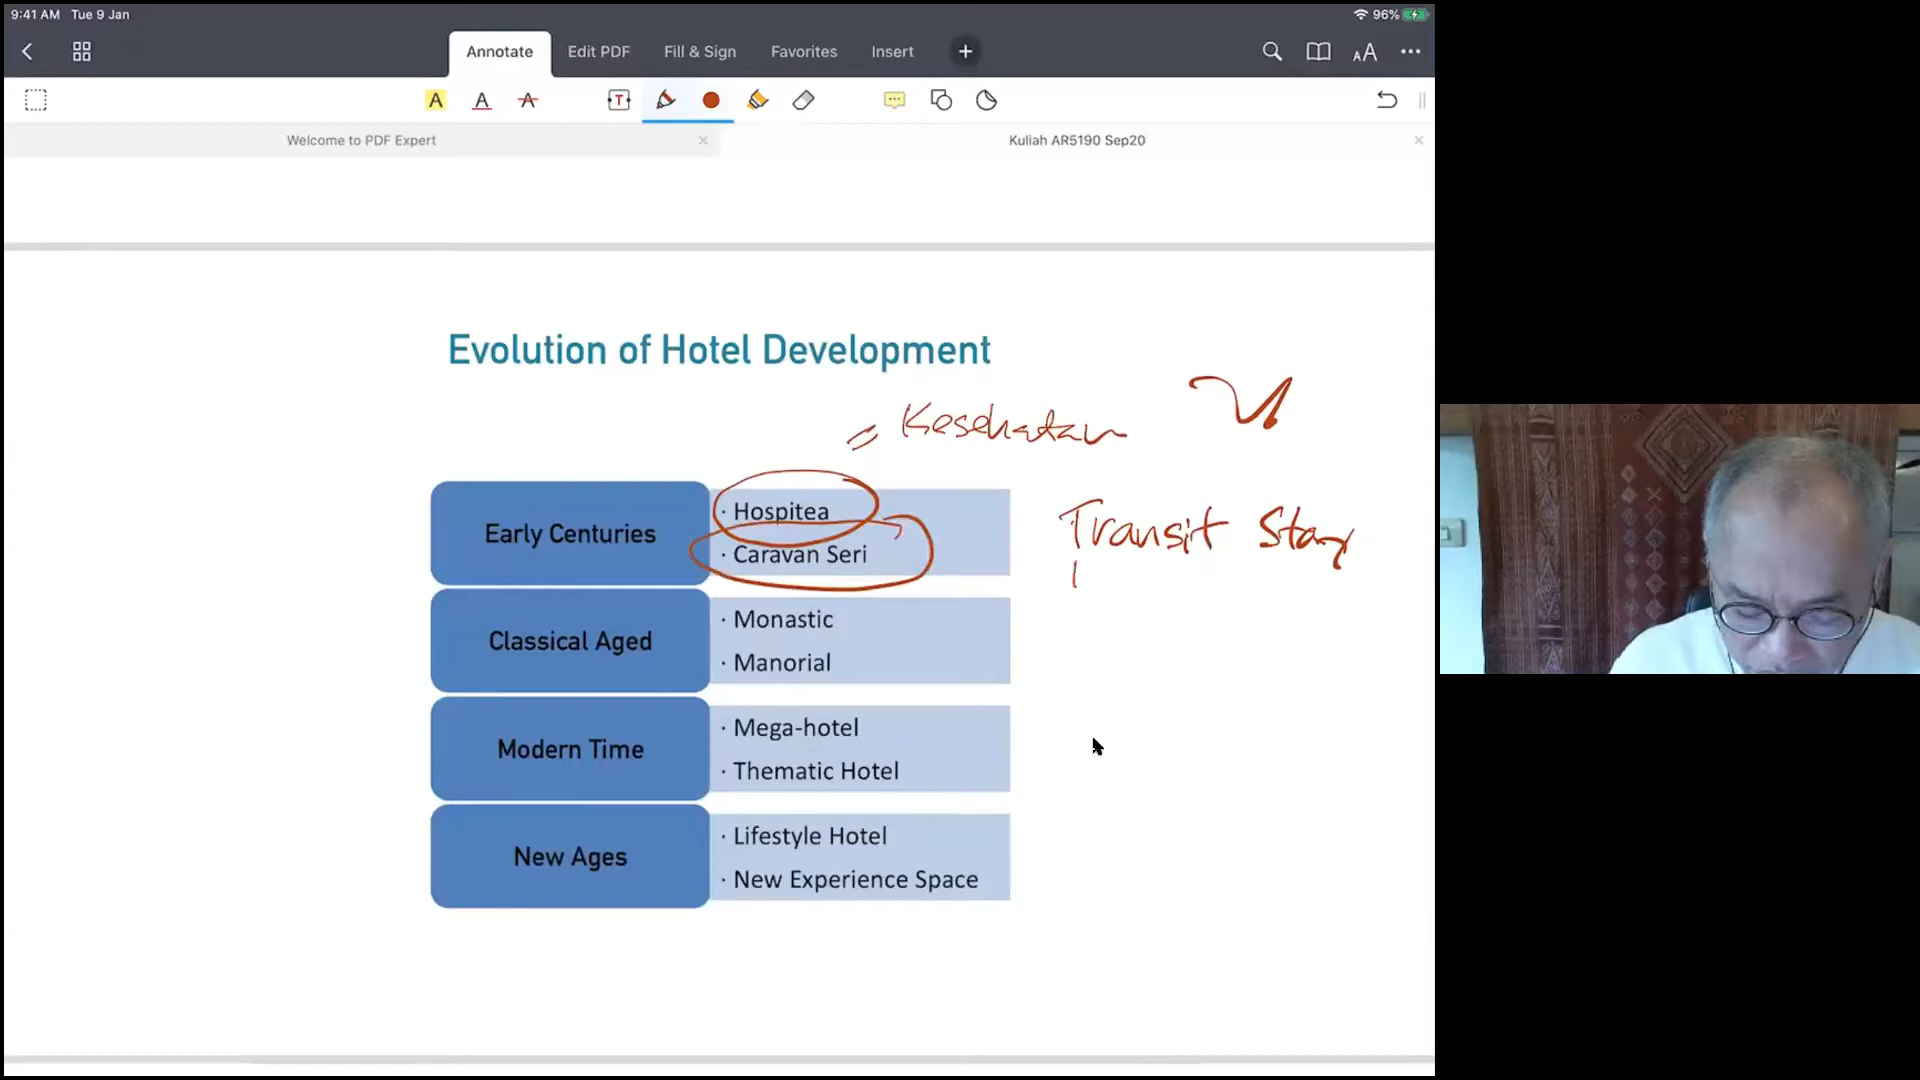 9:41 AM Tue 9 Jan
96%
Annotate Edit PDF Fill & Sign Favorites Insert
AA
A A A T
Welcome to PDF Expert
Kuliah AR5190 Sep20
Evolution of Hotel Development
= Kesehatan
Early Centuries
· Hospitea
· Caravan Seri
Transit Stay
Classical Aged
· Monastic
· Manorial
Modern Time
· Mega-hotel
· Thematic Hotel
New Ages
· Lifestyle Hotel
· New Experience Space